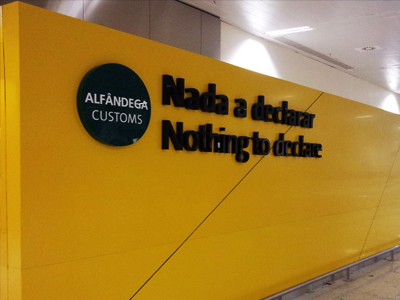 ALFÂNDEGA
CUSTOMS
Nada a declarar
Nothing to declare